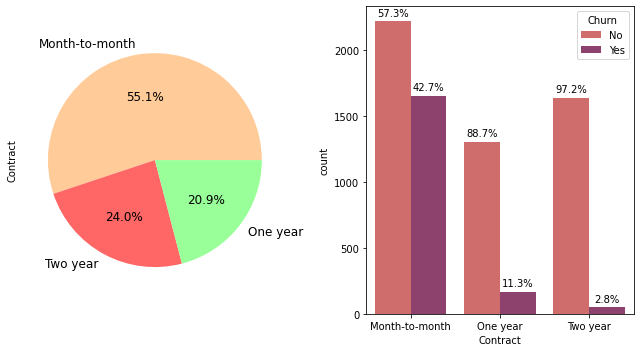 Month-to-month
55.1%
Contract
20.9%
24.0%
One year
Two year
57.3%
Churn
No
Yes
2000
42.7%
97.2%
88.7%
1500
count
1000
500
11.3%
2.8%
0
Month-to-month One year Two year
Contract